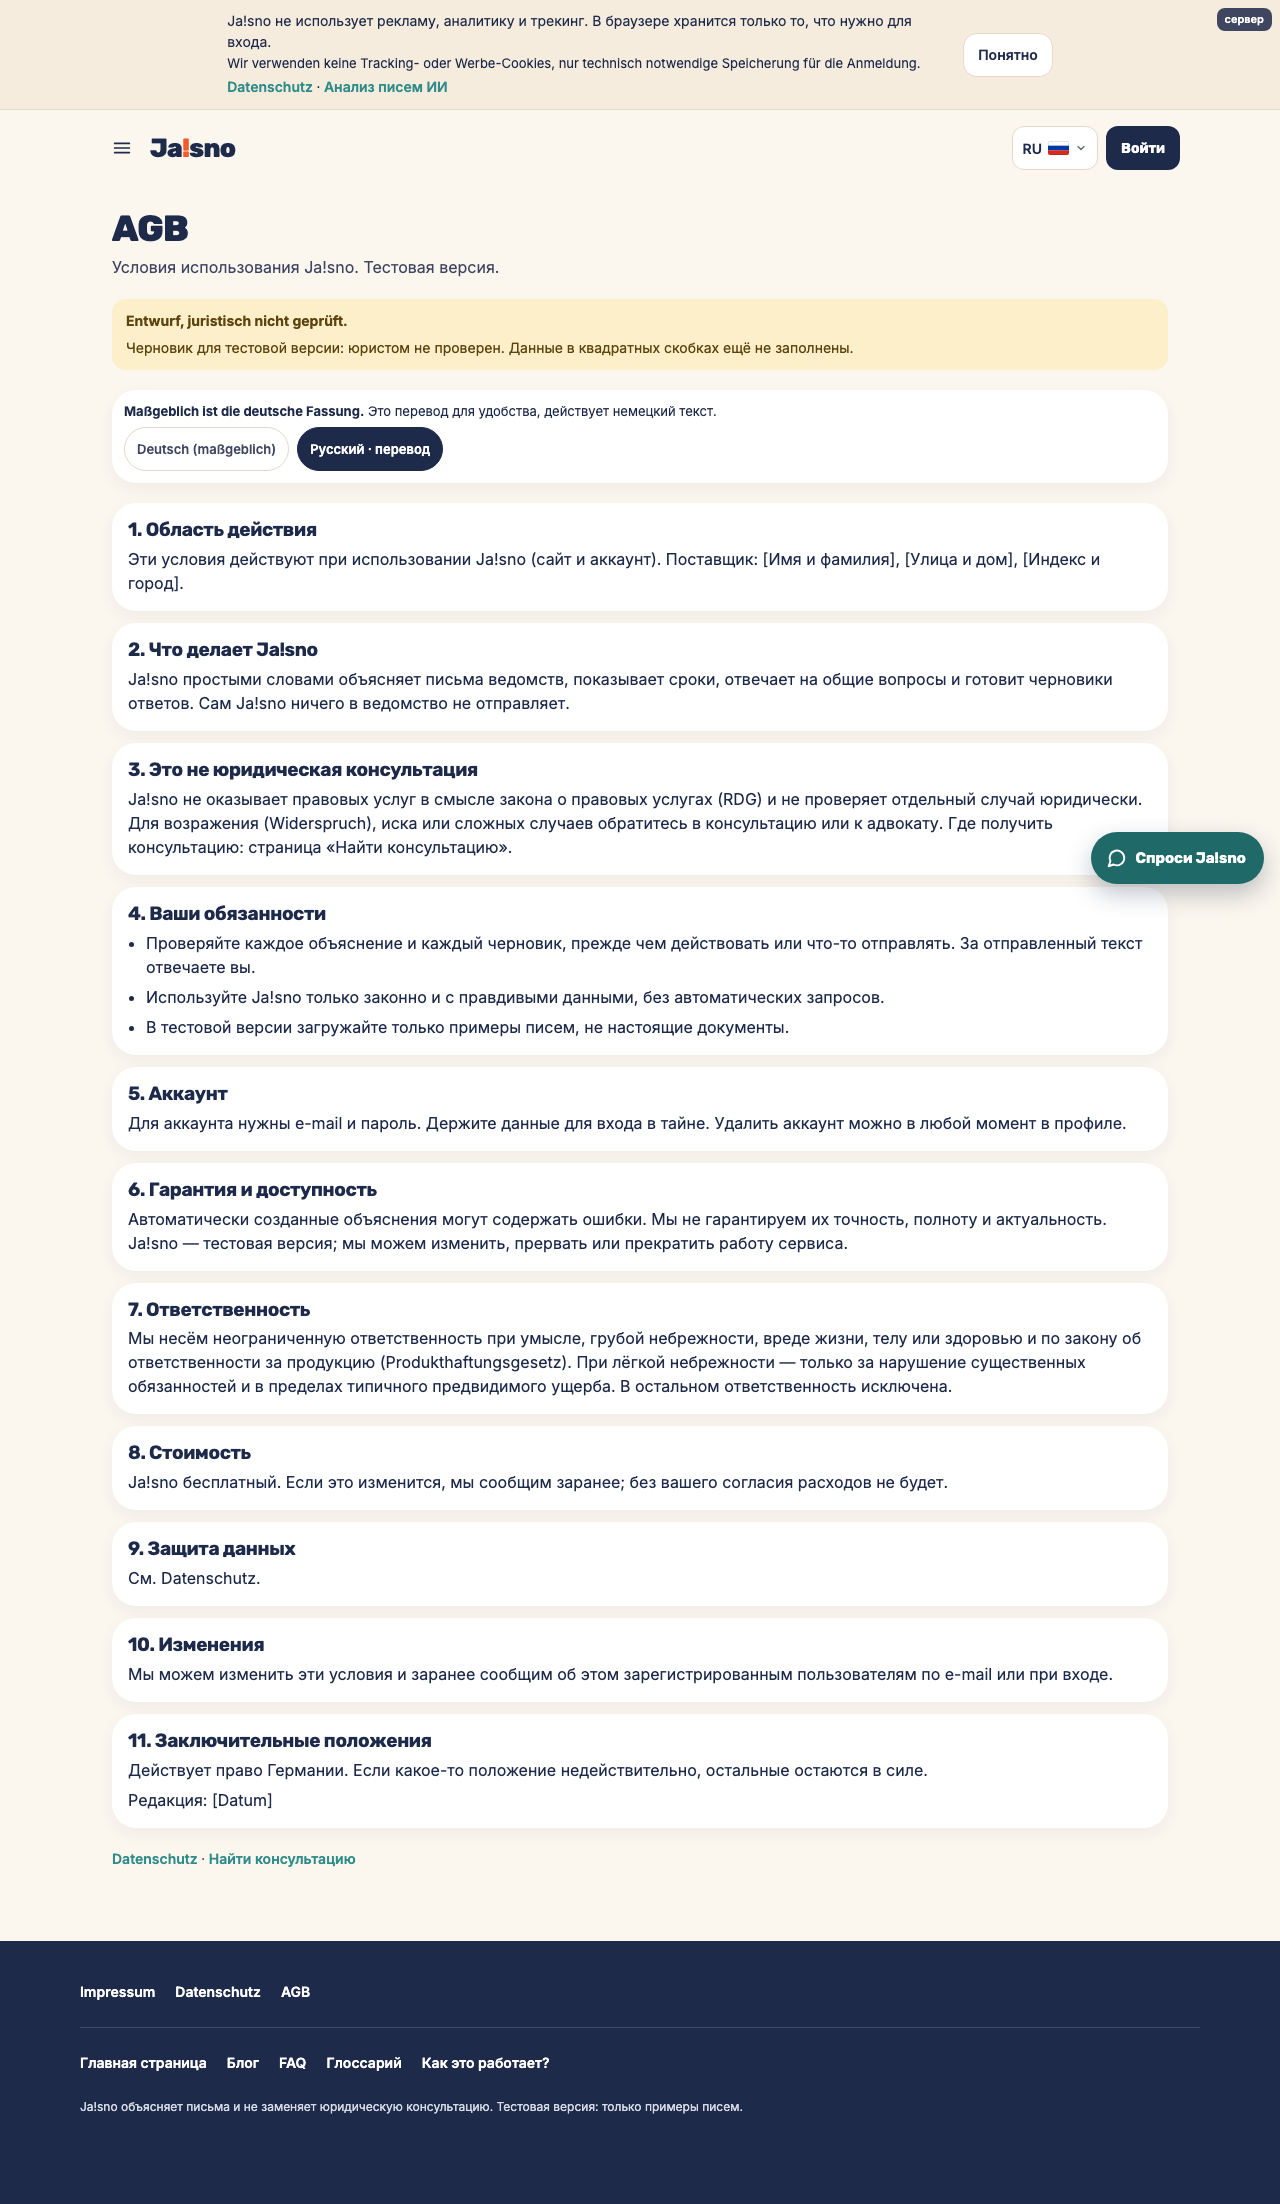 Ja!sno не использует рекламу, аналитику и трекинг. В браузере хранится только то, что нужно для
входа.
Wir verwenden keine Tracking- oder Werbe-Cookies, nur technisch notwendige Speicherung für die Anmeldung.
Datenschutz · Анализ писем ИИ
Понятно
сервер
Ja!sno
RU
Войти
AGB
Условия использования Ja!sno. Тестовая версия.
Entwurf, juristisch nicht geprüft.
Черновик для тестовой версии: юристом не проверен. Данные в квадратных скобках ещё не заполнены.
Maßgeblich ist die deutsche Fassung. Это перевод для удобства, действует немецкий текст.
Deutsch (maßgeblich)
Русский · перевод
1. Область действия
Эти условия действуют при использовании Ja!sno (сайт и аккаунт). Поставщик: [Имя и фамилия], [Улица и дом], [Индекс и
город].
2. Что делает Ja!sno
Ja!sno простыми словами объясняет письма ведомств, показывает сроки, отвечает на общие вопросы и готовит черновики
ответов. Сам Ja!sno ничего в ведомство не отправляет.
3. Это не юридическая консультация
Ja!sno не оказывает правовых услуг в смысле закона о правовых услугах (RDG) и не проверяет отдельный случай юридически.
Для возражения (Widerspruch), иска или сложных случаев обратитесь в консультацию или к адвокату. Где получить
консультацию: страница «Найти консультацию».
Спроси Ja!sno
4. Ваши обязанности
• Проверяйте каждое объяснение и каждый черновик, прежде чем действовать или что-то отправлять. За отправленный текст
отвечаете вы.
• Используйте Ja!sno только законно и с правдивыми данными, без автоматических запросов.
• В тестовой версии загружайте только примеры писем, не настоящие документы.
5. Аккаунт
Для аккаунта нужны e-mail и пароль. Держите данные для входа в тайне. Удалить аккаунт можно в любой момент в профиле.
6. Гарантия и доступность
Автоматически созданные объяснения могут содержать ошибки. Мы не гарантируем их точность, полноту и актуальность.
Ja!sno — тестовая версия; мы можем изменить, прервать или прекратить работу сервиса.
7. Ответственность
Мы несём неограниченную ответственность при умысле, грубой небрежности, вреде жизни, телу или здоровью и по закону об
ответственности за продукцию (Produkthaftungsgesetz). При лёгкой небрежности — только за нарушение существенных
обязанностей и в пределах типичного предвидимого ущерба. В остальном ответственность исключена.
8. Стоимость
Ja!sno бесплатный. Если это изменится, мы сообщим заранее; без вашего согласия расходов не будет.
9. Защита данных
См. Datenschutz.
10. Изменения
Мы можем изменить эти условия и заранее сообщим об этом зарегистрированным пользователям по e-mail или при входе.
11. Заключительные положения
Действует право Германии. Если какое-то положение недействительно, остальные остаются в силе.
Редакция: [Datum]
Datenschutz · Найти консультацию
Impressum
Datenschutz
AGB
Главная страница
Блог
FAQ
Глоссарий
Как это работает?
Ja!sno объясняет письма и не заменяет юридическую консультацию. Тестовая версия: только примеры писем.